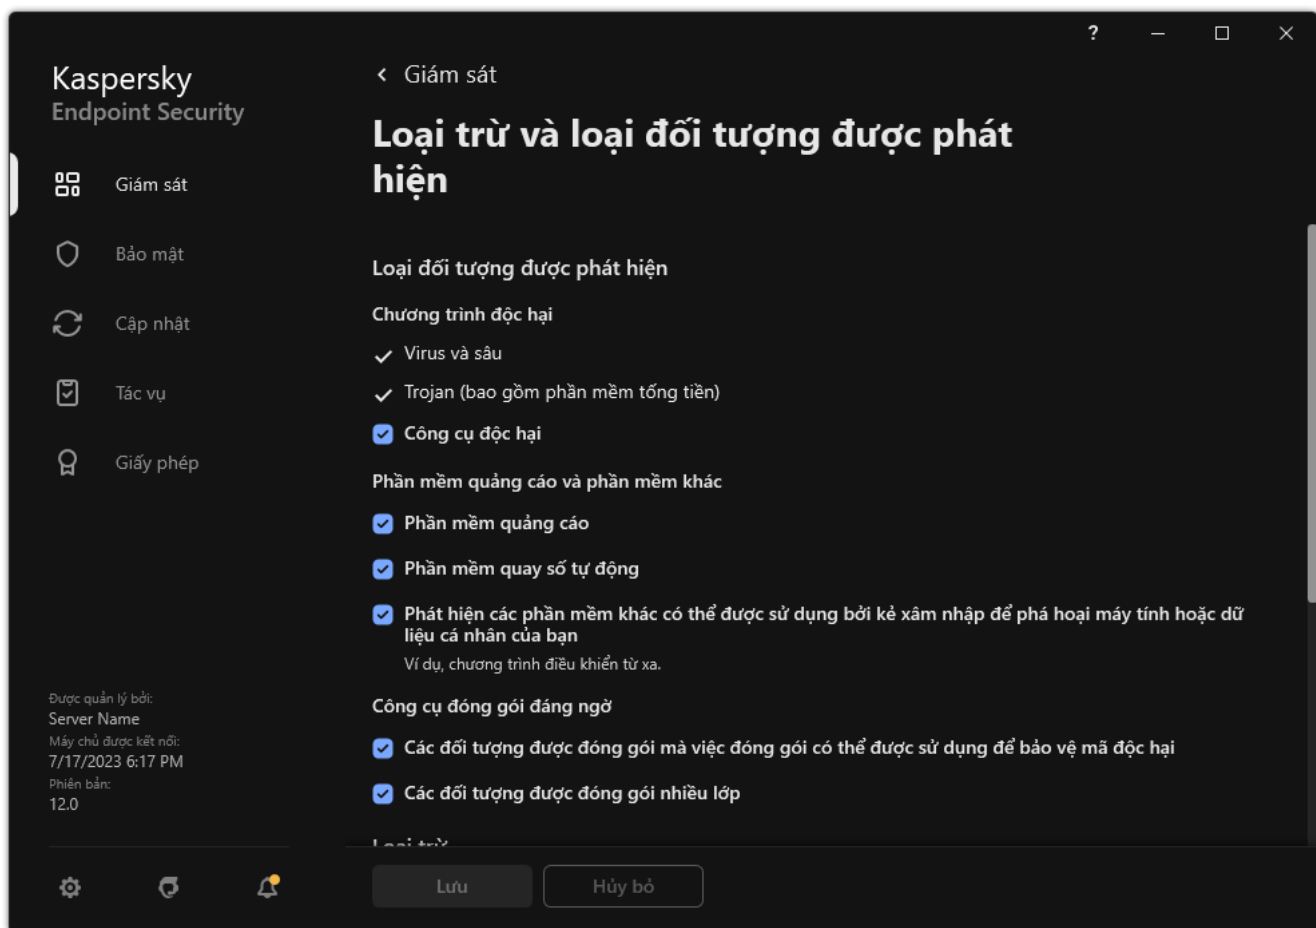 ?
Kaspersky
Endpoint Security
Giám sát
Bảo mật
Cập nhật
Tác vụ
Giấy phép
Được quản lý bởi:
Server Name
Máy chủ được kết nối:
7/17/2023 6:17 PM
Phiên bản:
12.0
Giám sát
Loại trừ và loại đối tượng được phát
hiện
Loại đối tượng được phát hiện
Chương trình độc hại
Virus và sâu
Trojan (bao gồm phần mềm tống tiền)
Công cụ độc hại
Phần mềm quảng cáo và phần mềm khác
Phần mềm quảng cáo
Phần mềm quay số tự động
Phát hiện các phần mềm khác có thể được sử dụng bởi kẻ xâm nhập để phá hoại máy tính hoặc dữ
liệu cá nhân của bạn
Ví dụ, chương trình điều khiển từ xa.
Công cụ đóng gói đáng ngờ
Các đối tượng được đóng gói mà việc đóng gói có thể được sử dụng để bảo vệ mã độc hại
Các đối tượng được đóng gói nhiều lớp
Loại trừ
Lưu
Hủy bỏ